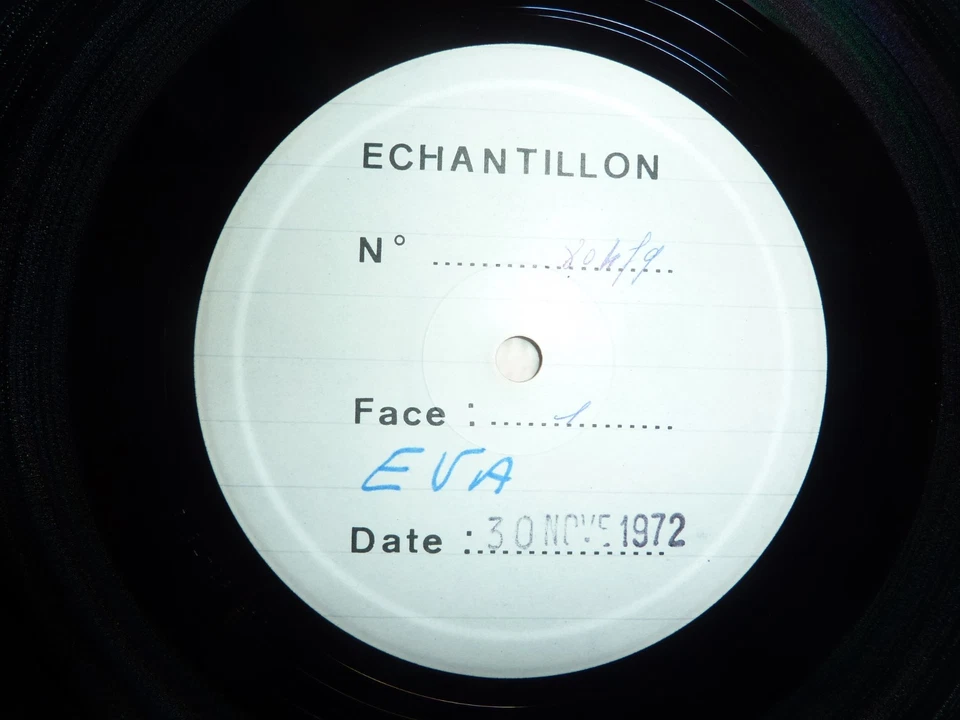 ECHANTILLON
N° ....................
Face : ....1..............
EVA
Date : 30 NOVE 1972